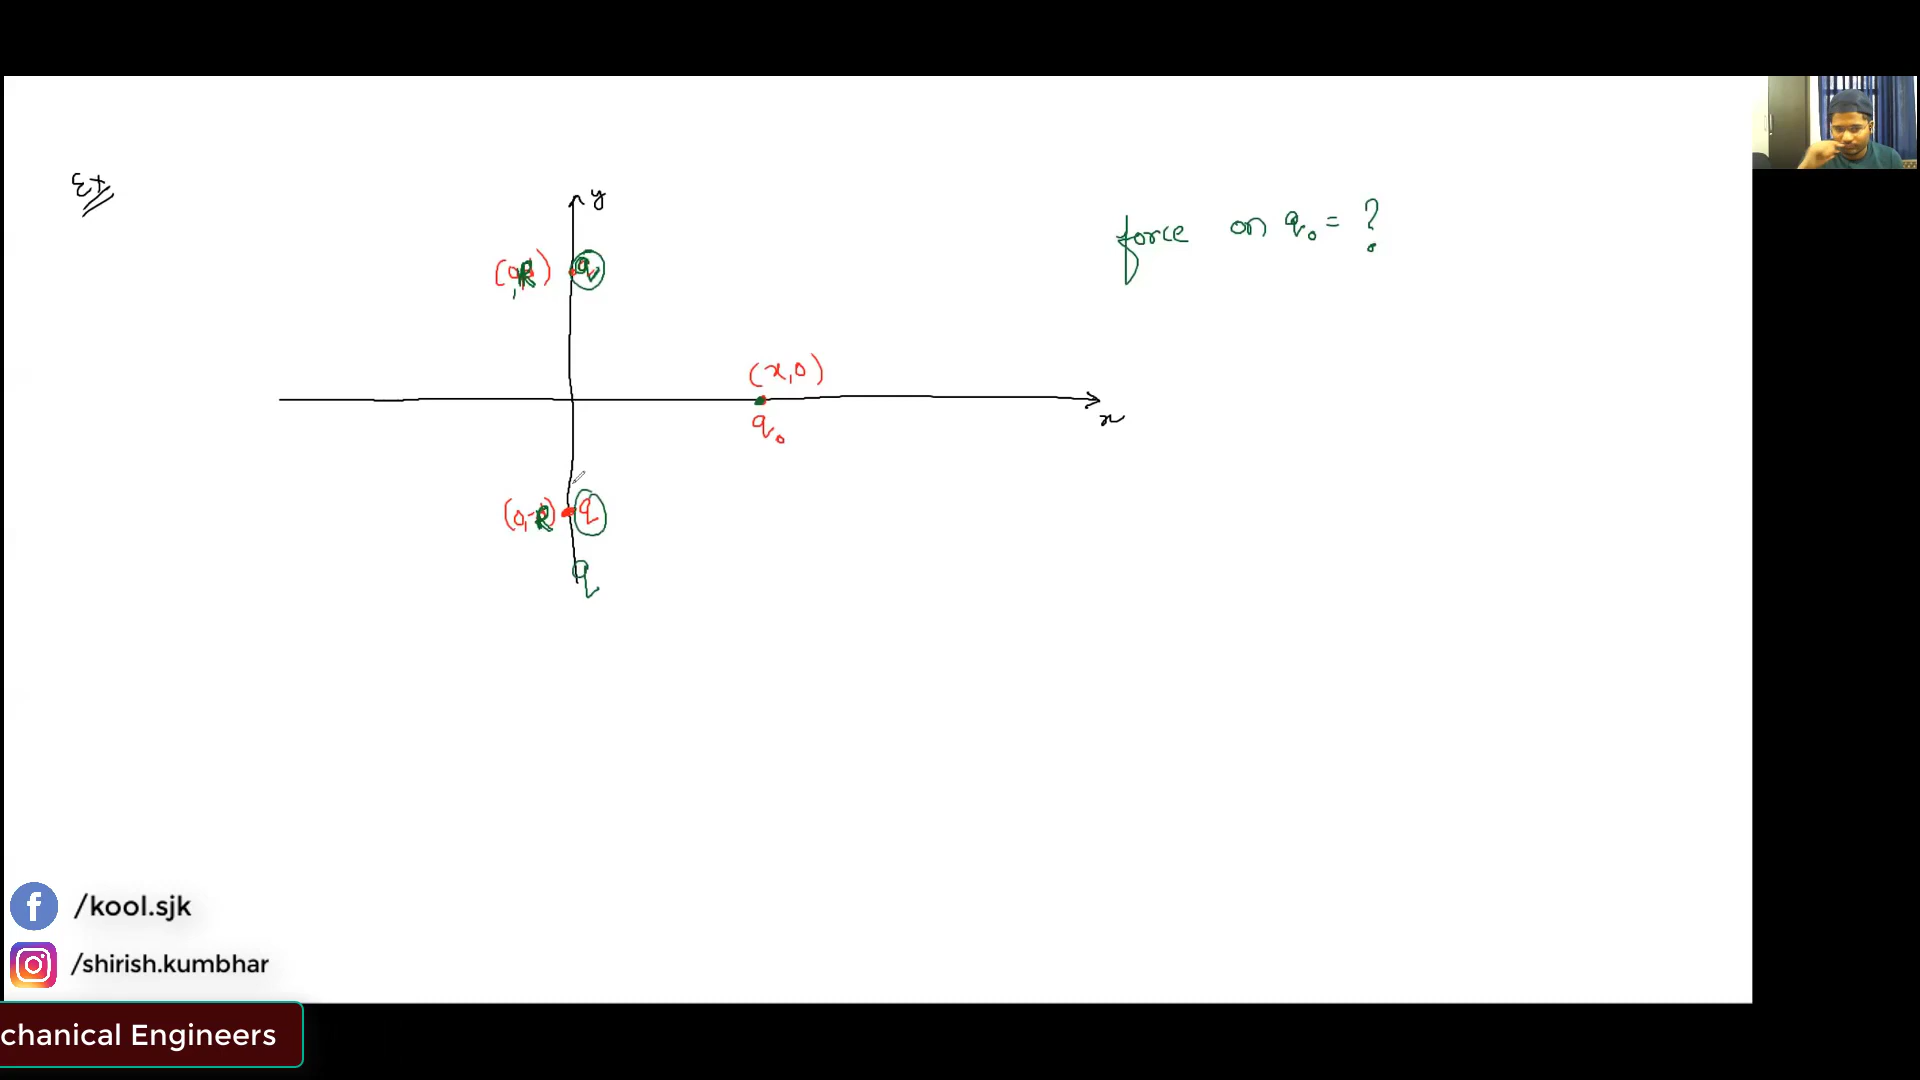 Ex
y
force on q₀ = ?
(0,R) q
(x,0)
q₀
x
(0,-R) q
q
/kool.sjk
/shirish.kumbhar
chanical Engineers